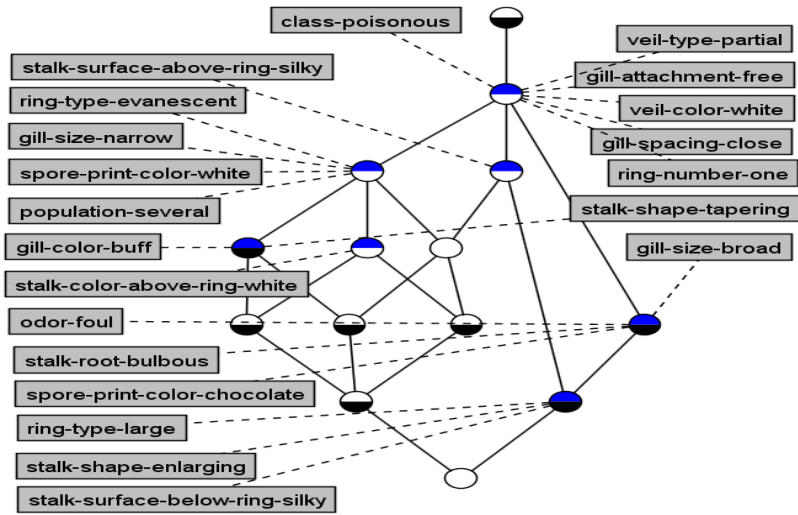 class-poisonous
veil-type-partial
stalk-surface-above-ring-silky
gill-attachment-free
ring-type-evanescent
veil-color-white
gill-size-narrow
gill-spacing-close
spore-print-color-white
ring-number-one
population-several
stalk-shape-tapering
gill-color-buff
gill-size-broad
stalk-color-above-ring-white
odor-foul
stalk-root-bulbous
spore-print-color-chocolate
ring-type-large
stalk-shape-enlarging
stalk-surface-below-ring-silky